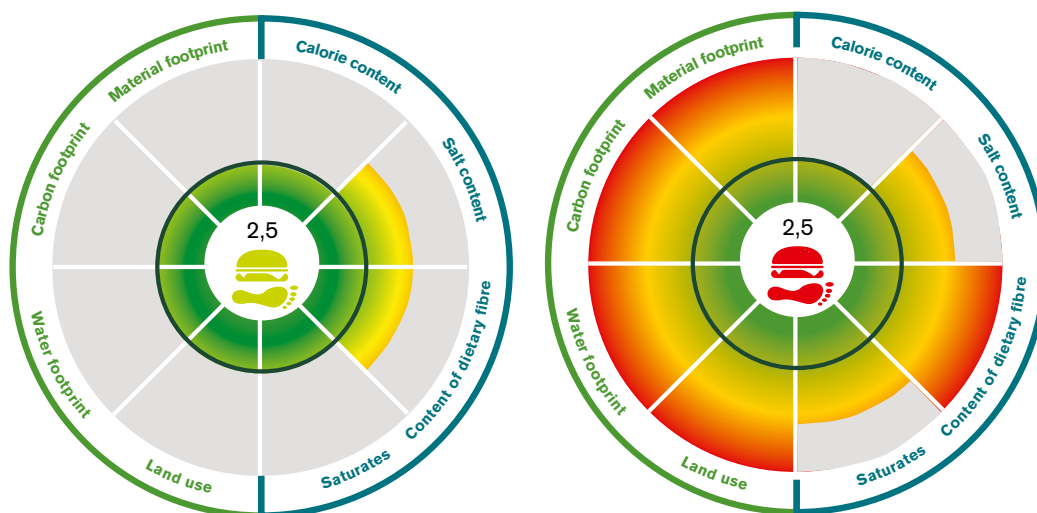 Material footprint
Calorie content
Carbon footprint
Salt content
2,5
Water footprint
Content of dietary fibre
Land use
Saturates
Material footprint
Calorie content
Carbon footprint
Salt content
2,5
Water footprint
Content of dietary fibre
Land use
Saturates